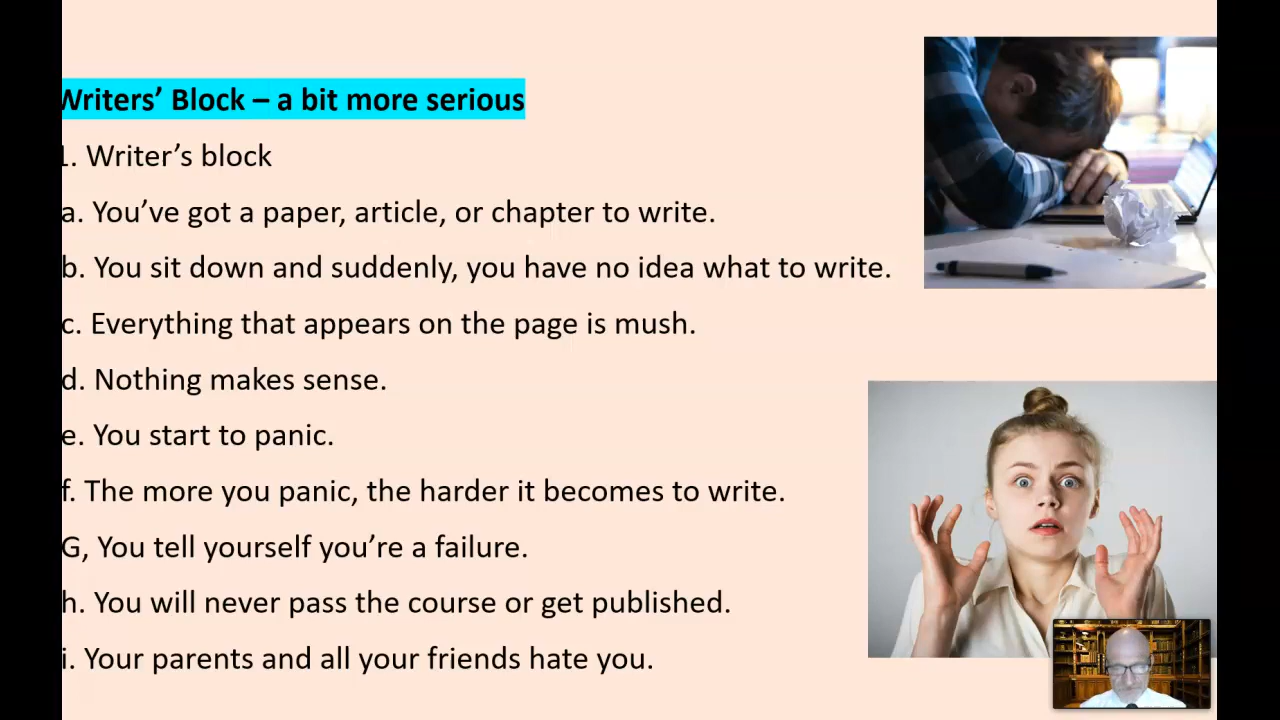 Writers’ Block – a bit more serious
1. Writer’s block
a. You’ve got a paper, article, or chapter to write.
b. You sit down and suddenly, you have no idea what to write.
c. Everything that appears on the page is mush.
d. Nothing makes sense.
e. You start to panic.
f. The more you panic, the harder it becomes to write.
G, You tell yourself you’re a failure.
h. You will never pass the course or get published.
i. Your parents and all your friends hate you.